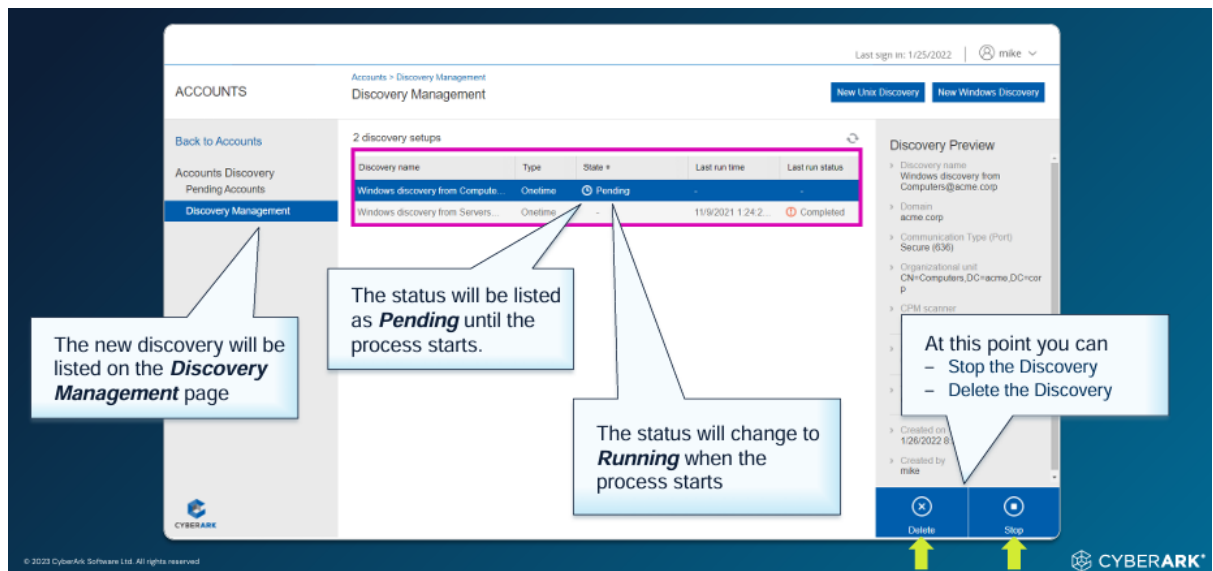 Last sign in: 1/25/2022 | mike
ACCOUNTS
Accounts > Discovery Management
Discovery Management
New Unix Discovery
New Windows Discovery
Back to Accounts
Accounts Discovery
Pending Accounts
Discovery Management
2 discovery setups
Discovery name Type State Last run time Last run status
Windows discovery from Compute... Onetime Pending - -
Windows discovery from Servers... Onetime - 11/9/2021 1:24:2... Completed
Discovery Preview
Discovery name
Windows discovery from
Computers@acme.corp
Domain
acme.corp
Communication Type (Port)
Secure (636)
Organizational unit
CN=Computers,DC=acme,DC=cor
p
CPM scanner
Created on
1/26/2022 8
Created by
mike
Delete
Stop
The new discovery will be
listed on the Discovery
Management page
The status will be listed
as Pending until the
process starts.
The status will change to
Running when the
process starts
At this point you can
– Stop the Discovery
– Delete the Discovery
CYBERARK
© 2023 CyberArk Software Ltd. All rights reserved
CYBERARK®